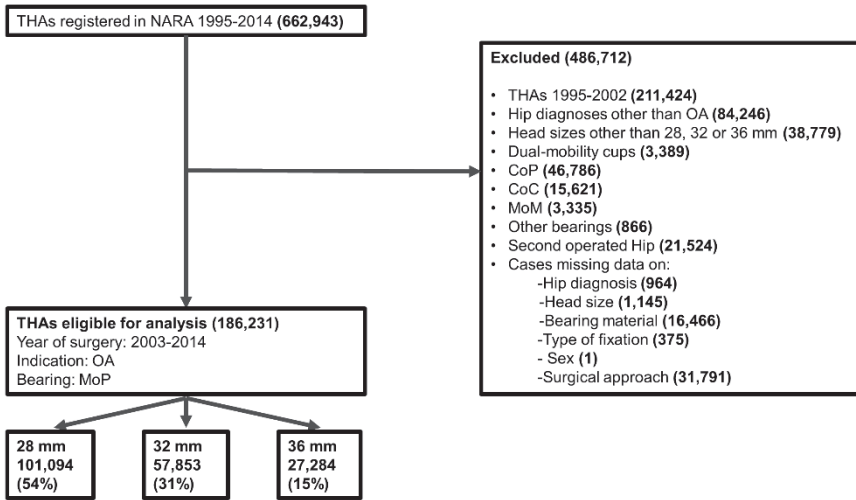 THAs registered in NARA 1995-2014 (662,943)
Excluded (486,712)
• THAs 1995-2002 (211,424)
• Hip diagnoses other than OA (84,246)
• Head sizes other than 28, 32 or 36 mm (38,779)
• Dual-mobility cups (3,389)
• CoP (46,786)
• CoC (15,621)
• MoM (3,335)
• Other bearings (866)
• Second operated Hip (21,524)
• Cases missing data on:
-Hip diagnosis (964)
-Head size (1,145)
-Bearing material (16,466)
-Type of fixation (375)
- Sex (1)
-Surgical approach (31,791)
THAs eligible for analysis (186,231)
Year of surgery: 2003-2014
Indication: OA
Bearing: MoP
28 mm
101,094
(54%)
32 mm
57,853
(31%)
36 mm
27,284
(15%)